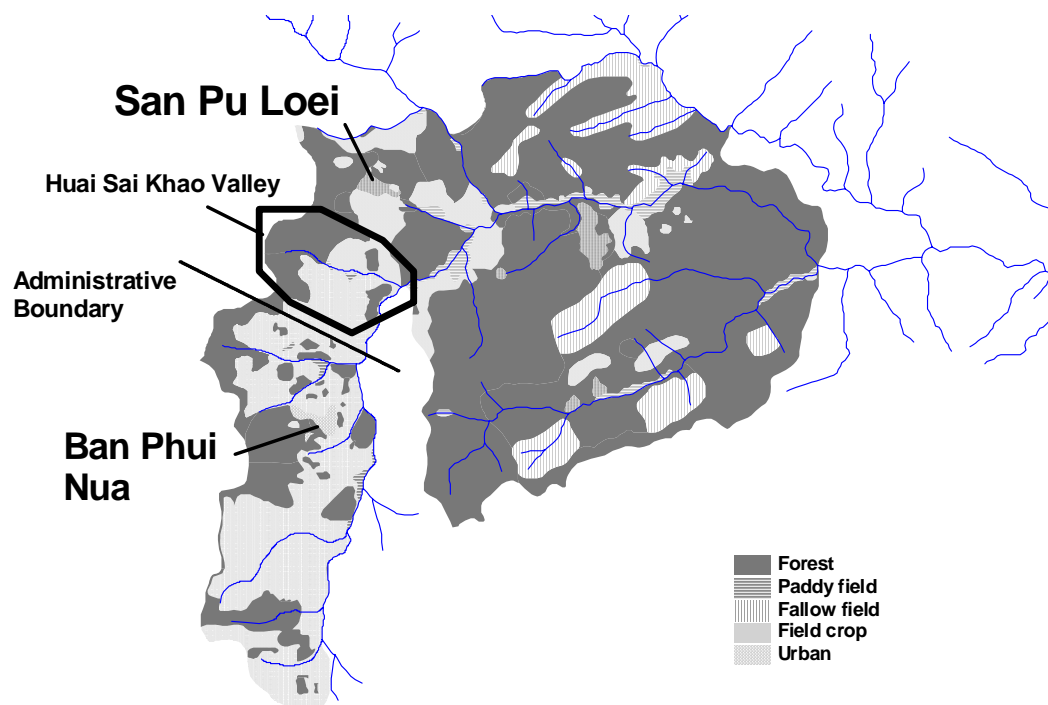 San Pu Loei
Huai Sai Khao Valley
Administrative
Boundary
Ban Phui
Nua
Forest
Paddy field
Fallow field
Field crop
Urban